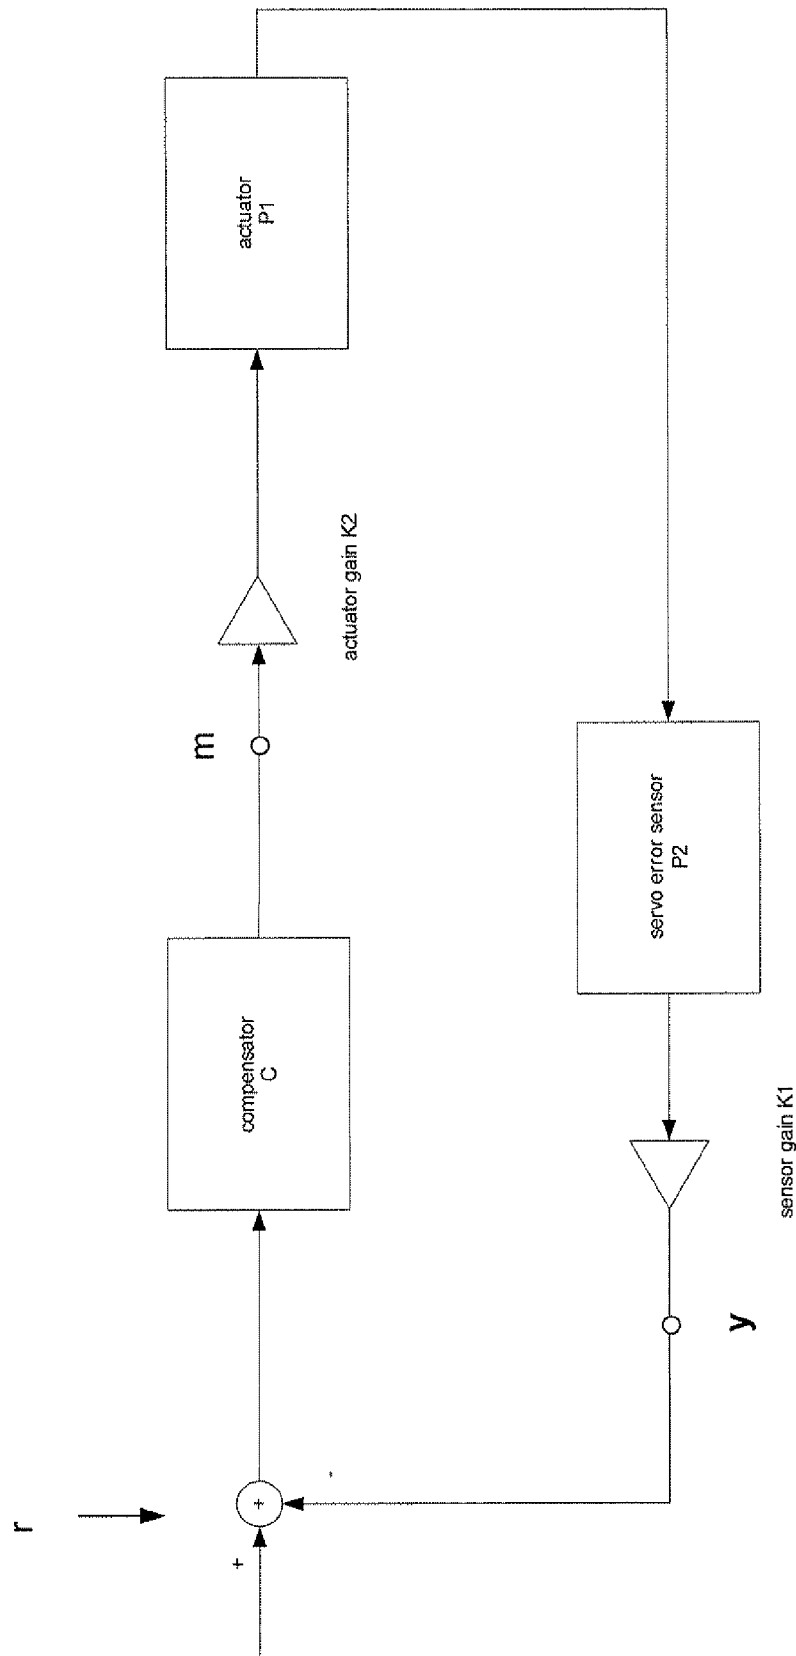 r
+
+
-
compensator
C
m
actuator gain K2
actuator
P1
y
sensor gain K1
servo error sensor
P2